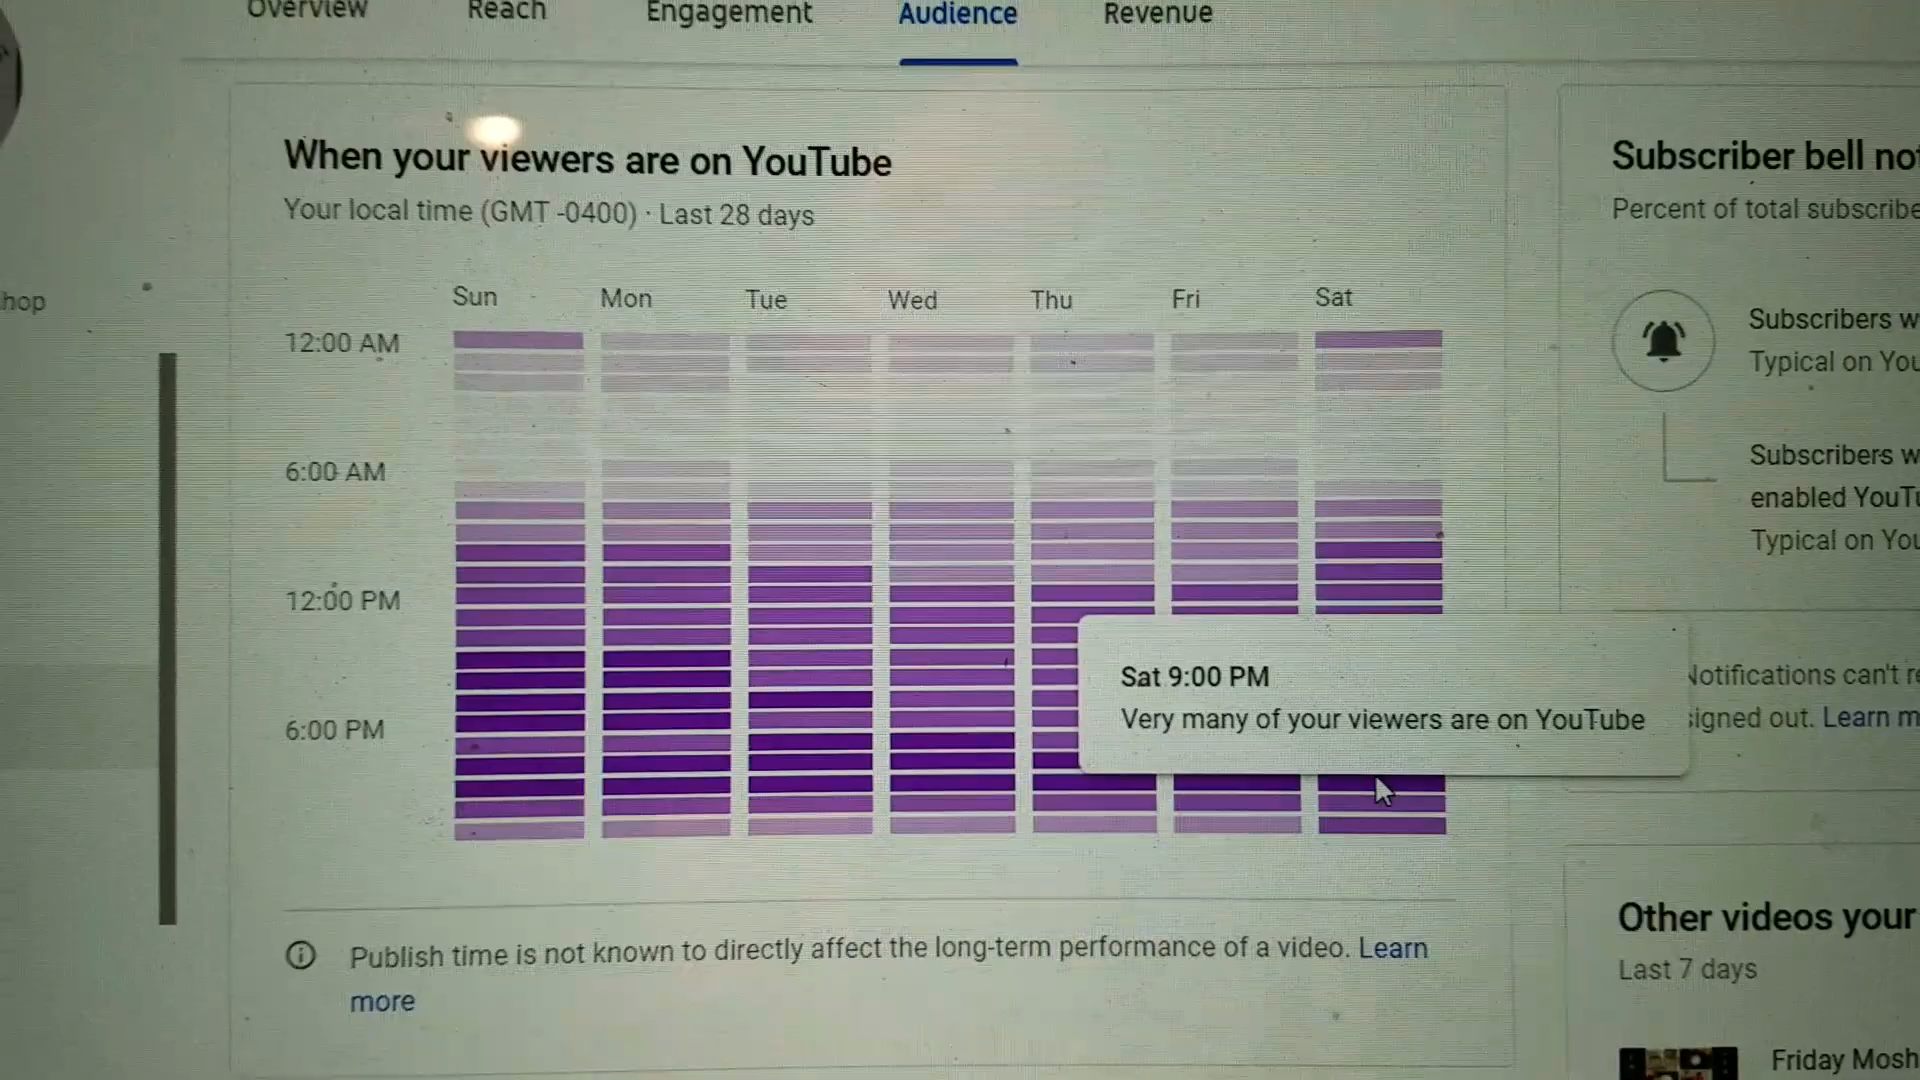 Overview Reach Engagement Audience Revenue
When your viewers are on YouTube
Your local time (GMT -0400) · Last 28 days
Sun Mon Tue Wed Thu Fri Sat
12:00 AM
6:00 AM
12:00 PM
6:00 PM
Sat 9:00 PM
Very many of your viewers are on YouTube
Publish time is not known to directly affect the long-term performance of a video. Learn
more
hop
Subscriber bell not
Percent of total subscribe
Subscribers w
Typical on You
Subscribers w
enabled YouTu
Typical on You
Notifications can't re
signed out. Learn m
Other videos your
Last 7 days
Friday Mosh